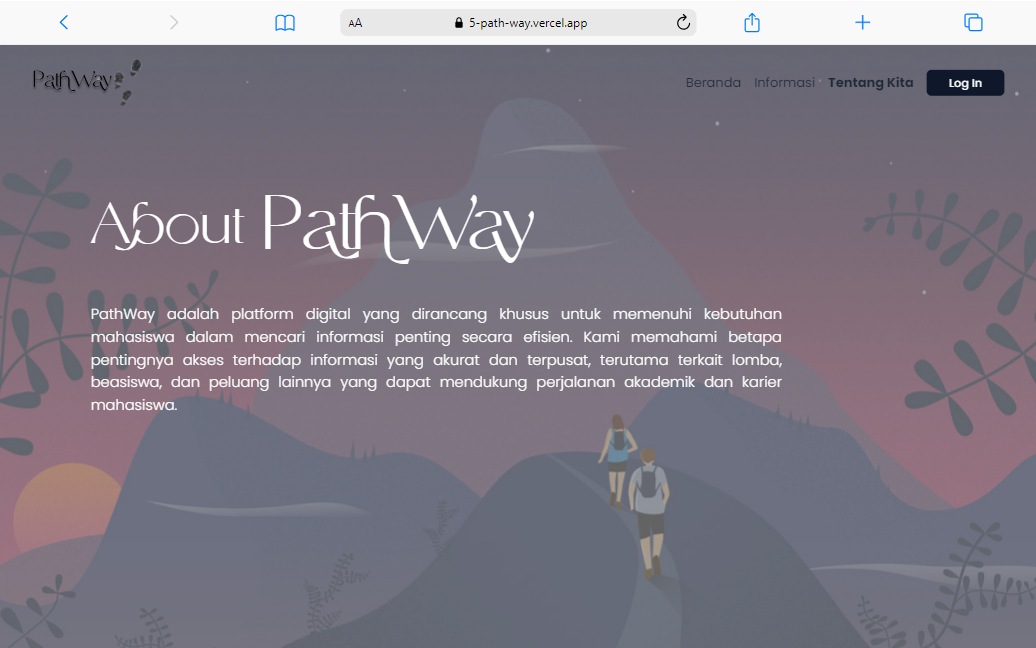 AA 5-path-way.vercel.app
PathWay
Beranda Informasi Tentang Kita Log In
About PathWay
PathWay adalah platform digital yang dirancang khusus untuk memenuhi kebutuhan
mahasiswa dalam mencari informasi penting secara efisien. Kami memahami betapa
pentingnya akses terhadap informasi yang akurat dan terpusat, terutama terkait lomba,
beasiswa, dan peluang lainnya yang dapat mendukung perjalanan akademik dan karier
mahasiswa.